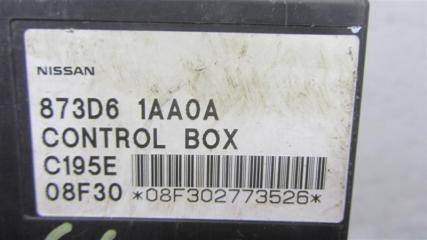 NISSAN
873D6 1AA0A
CONTROL BOX
C195E
08F30 *08F302773526*